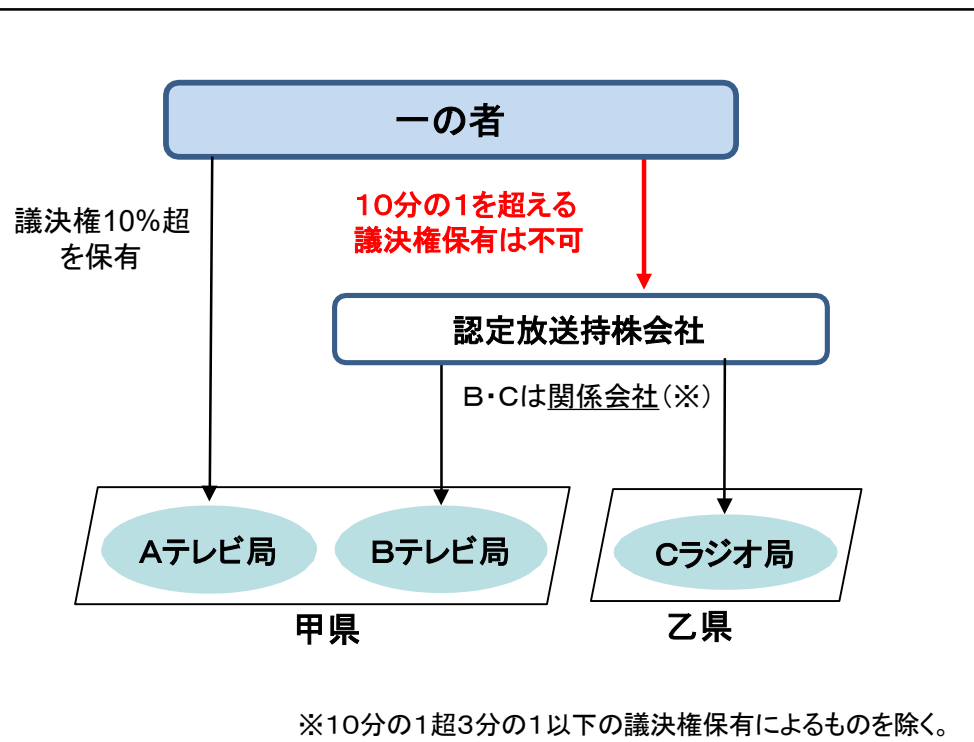 一の者
議決権10%超
を保有
１０分の１を超える
議決権保有は不可
認定放送持株会社
Ｂ・Ｃは関係会社（※）
Ａテレビ局
Ｂテレビ局
Ｃラジオ局
甲県
乙県
※１０分の１超３分の１以下の議決権保有によるものを除く。